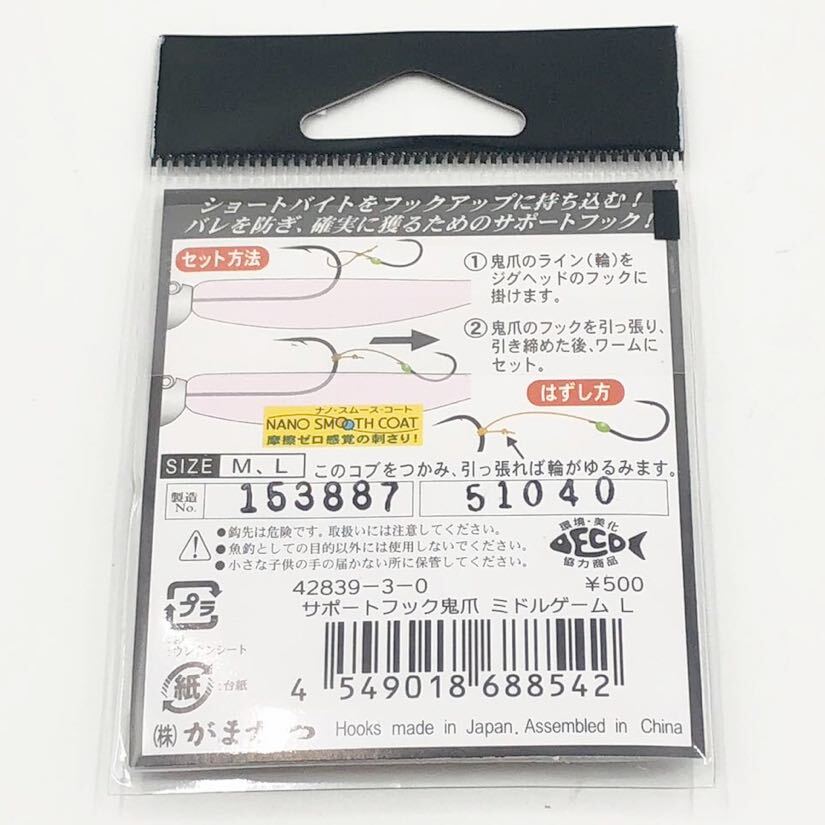 ショートバイトをフックアップに持ち込む！
バレを防ぎ、確実に獲るためのサポートフック！
セット方法
① 鬼爪のライン（輪）を
ジグヘッドのフックに
掛けます。
② 鬼爪のフックを引っ張り、
引き締めた後、ワームに
セット。
はずし方
ナノ・スムース・コート
NANO SMOOTH COAT
摩擦ゼロ感覚の刺さり！
SIZE M、L
このコブをつかみ、引っ張れば輪がゆるみます。
製造No. 153887 51040
●鈎先は危険です。取扱いには注意してください。
●魚釣としての目的以外には使用しないでください。
●小さな子供の手の届かない所に保管してください。
環境・美化
ECO
協力商品
42839-3-0 ¥500
サポートフック鬼爪 ミドルゲーム L
プラ
ウレタンシート
紙
:台紙
4 549018 688542
(株) がまかつ Hooks made in Japan. Assembled in China